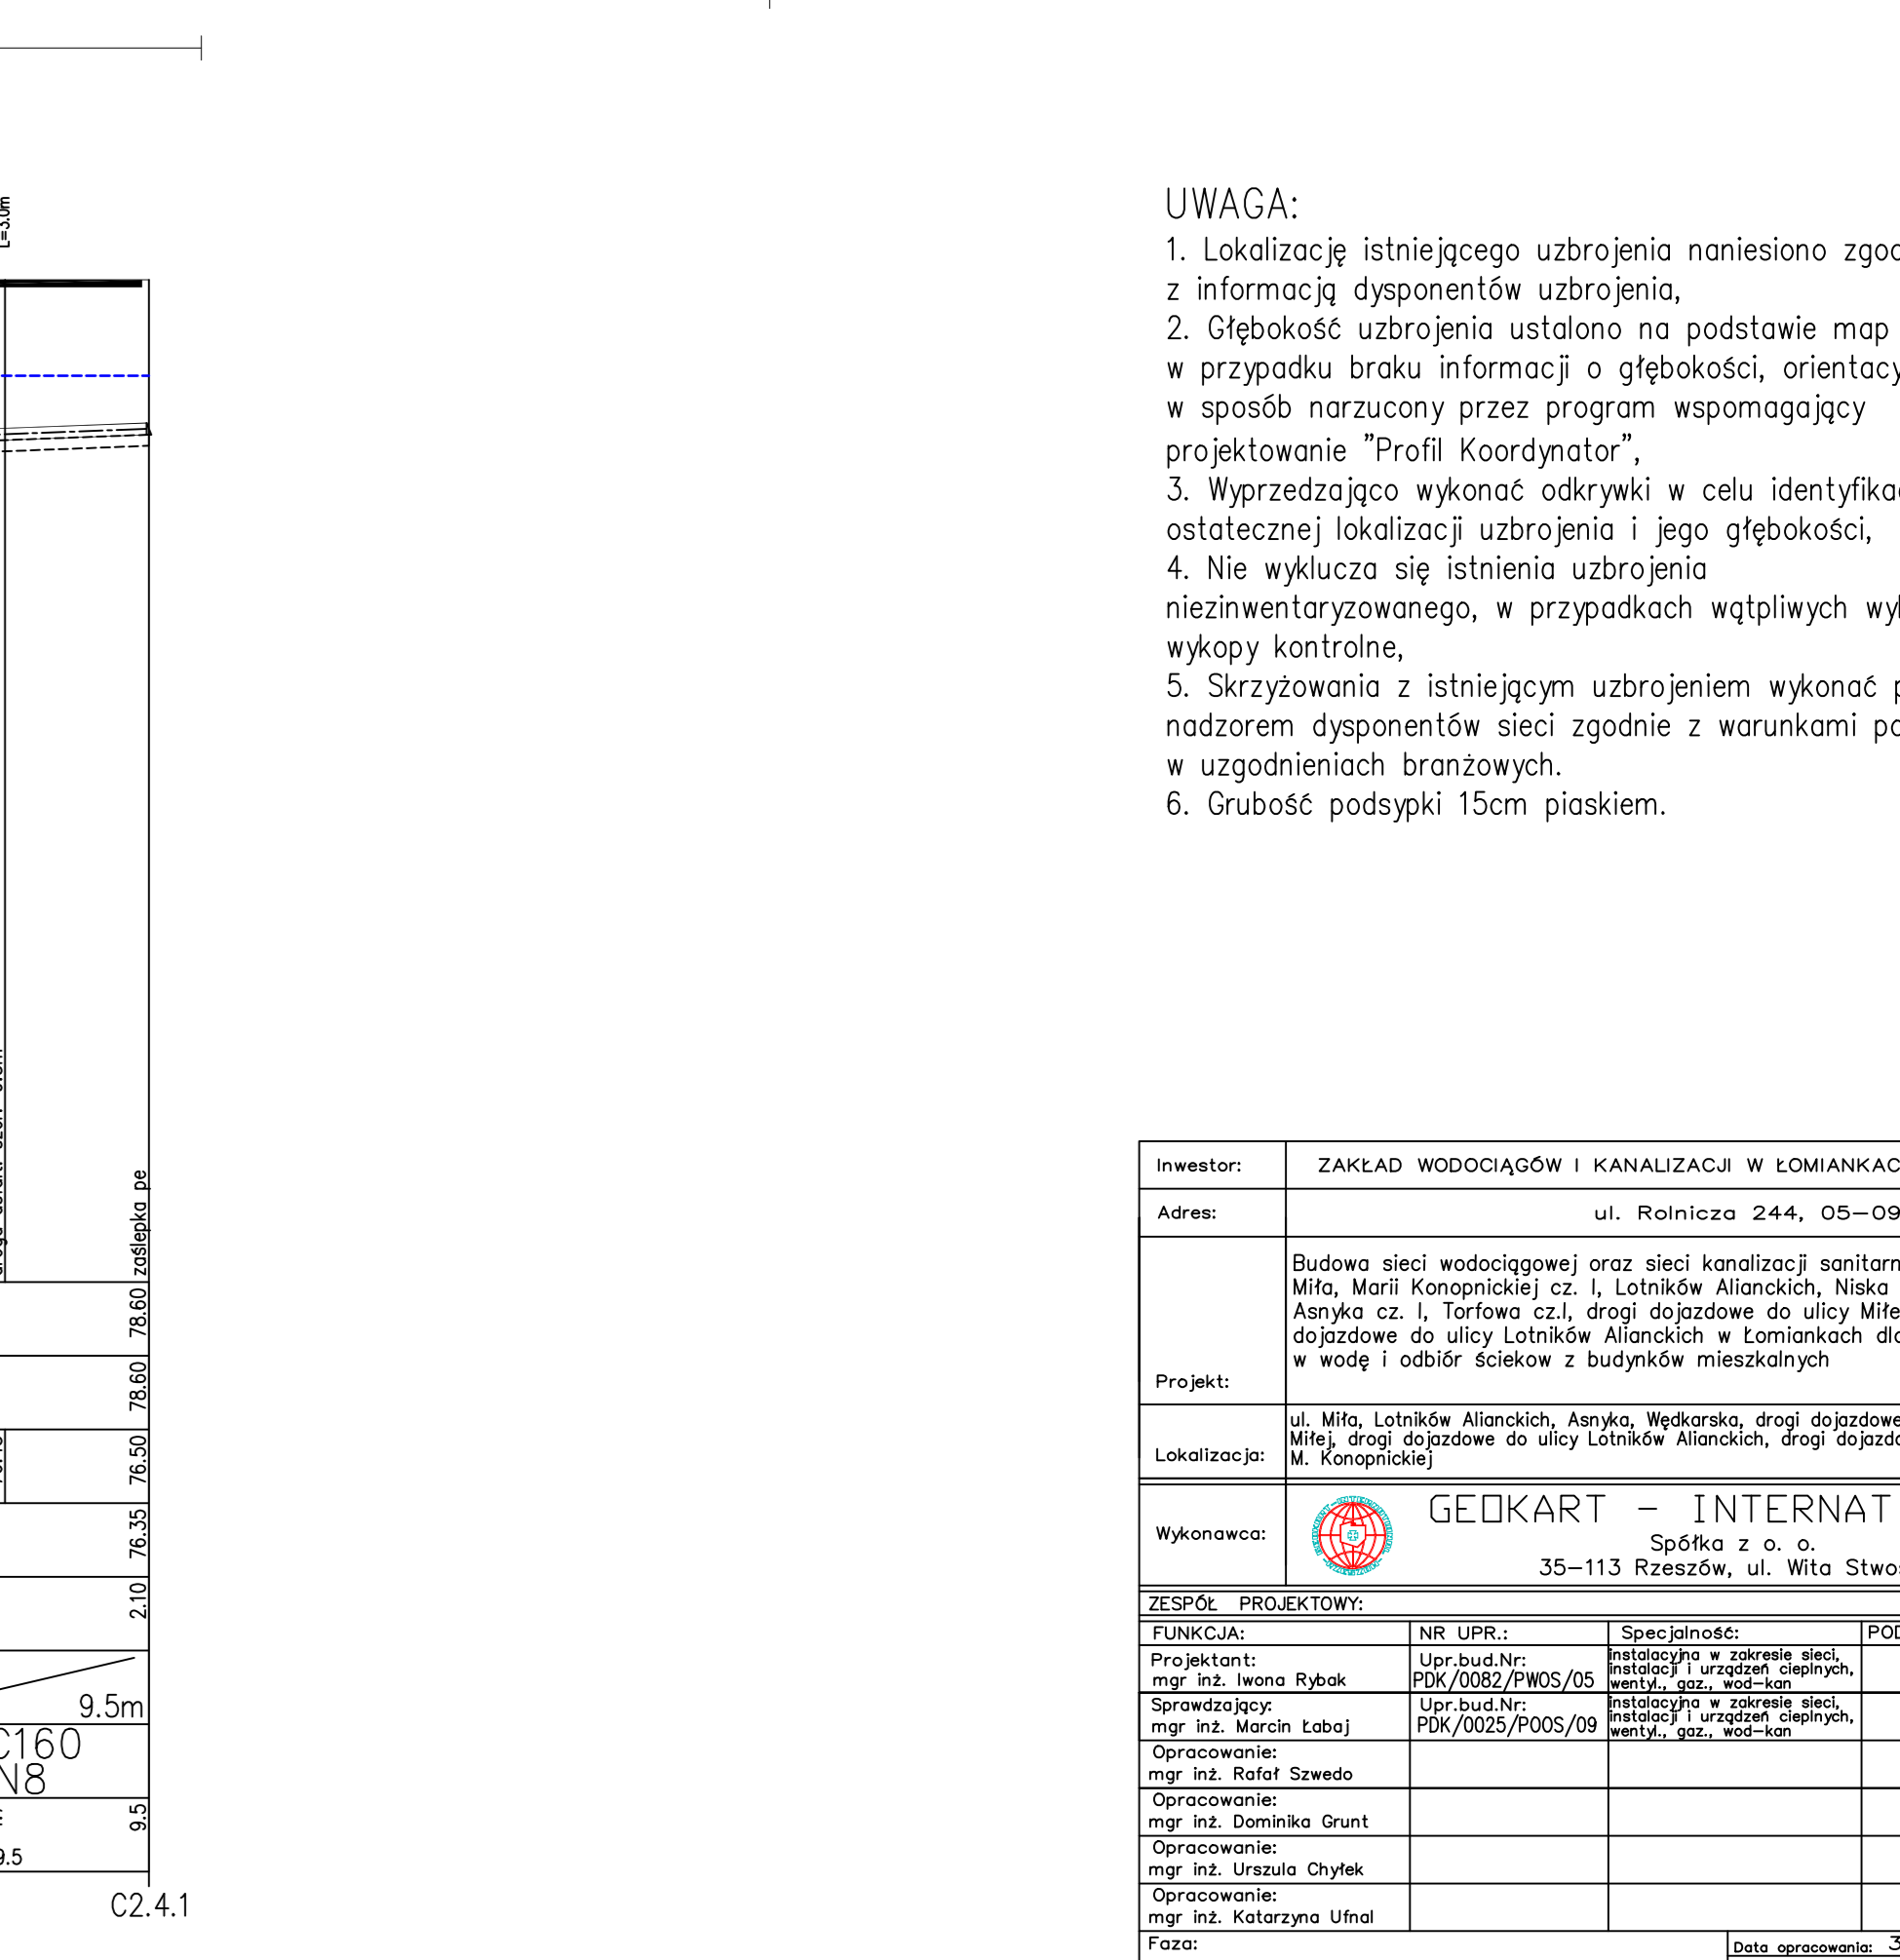 L=3.0m
zaślepka pe
78.60
78.60
76.50
76.35
2.10
9.5m
C160
N8
9.5
9.5
C2.4.1
UWAGA:
1. Lokalizację istniejącego uzbrojenia naniesiono
z informacją dysponentów uzbrojenia,
2. Głębokość uzbrojenia ustalono na podstawie map
w przypadku braku informacji o głębokości,
w sposób narzucony przez program wspomagający
projektowanie ”Profil Koordynator”,
3. Wyprzedzająco wykonać odkrywki w celu
ostatecznej lokalizacji uzbrojenia i jego głębokości,
4. Nie wyklucza się istnienia uzbrojenia
niezinwentaryzowanego, w przypadkach wątpliwych
wykopy kontrolne,
5. Skrzyżowania z istniejącym uzbrojeniem wykonać
nadzorem dysponentów sieci zgodnie z warunkami
w uzgodnieniach branżowych.
6. Grubość podsypki 15cm piaskiem.
Inwestor: ZAKŁAD WODOCIĄGÓW I KANALIZACJI W ŁOMIANKAC
Adres: ul. Rolnicza 244, 05-09
Budowa sieci wodociągowej oraz sieci kanalizacji sanitarn
Miła, Marii Konopnickiej cz. I, Lotników Alianckich, Niska
Asnyka cz. I, Torfowa cz.I, drogi dojazdowe do ulicy Miłe
dojazdowe do ulicy Lotników Alianckich w Łomiankach
w wodę i odbiór ściekow z budynków mieszkalnych
Projekt:
ul. Miła, Lotników Alianckich, Asnyka, Wędkarska, drogi dojazdowe
Miłej, drogi dojazdowe do ulicy Lotników Alianckich, drogi
Lokalizacja: M. Konopnickiej
Wykonawca:
GEOKART - INTERNAT
Spółka z o. o.
35-113 Rzeszów, ul. Wita
ZESPÓŁ PROJEKTOWY:
FUNKCJA: NR UPR.: Specjalność: POD
Projektant: Upr.bud.Nr: instalacyjna w zakresie sieci,
mgr inż. Iwona Rybak PDK/0082/PWOS/05 instalacji i urządzeń cieplnych,
wentyl., gaz., wod-kan
Sprawdzający: Upr.bud.Nr: instalacyjna w zakresie sieci,
mgr inż. Marcin Łabaj PDK/0025/POOS/09 instalacji i urządzeń cieplnych,
wentyl., gaz., wod-kan
Opracowanie:
mgr inż. Rafał Szwedo
Opracowanie:
mgr inż. Dominika Grunt
Opracowanie:
mgr inż. Urszula Chyłek
Opracowanie:
mgr inż. Katarzyna Ufnal
Faza: Data opracowania: 3